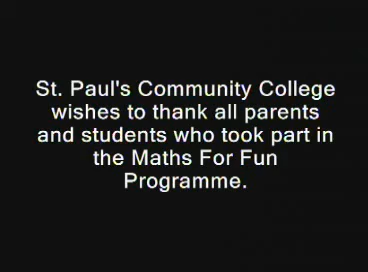 St. Paul's Community College
wishes to thank all parents
and students who took part in
the Maths For Fun
Programme.